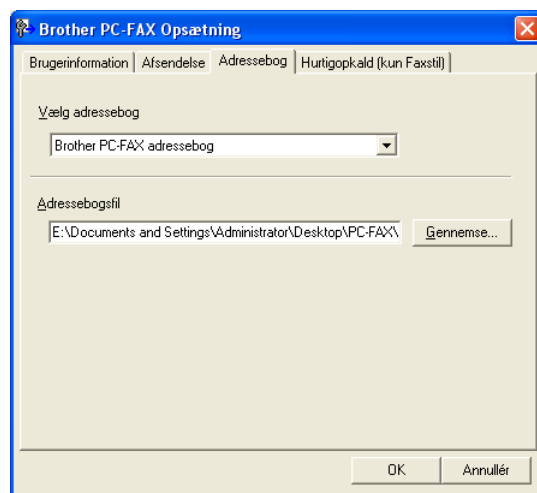 Brother PC-FAX Opsætning
Brugerinformation Afsendelse Adressebog Hurtigopkald (kun Faxstil)
Vælg adressebog
Brother PC-FAX adressebog
Adressebogsfil
E:\Documents and Settings\Administrator\Desktop\PC-FAX\ Gennemse...
OK Annullér